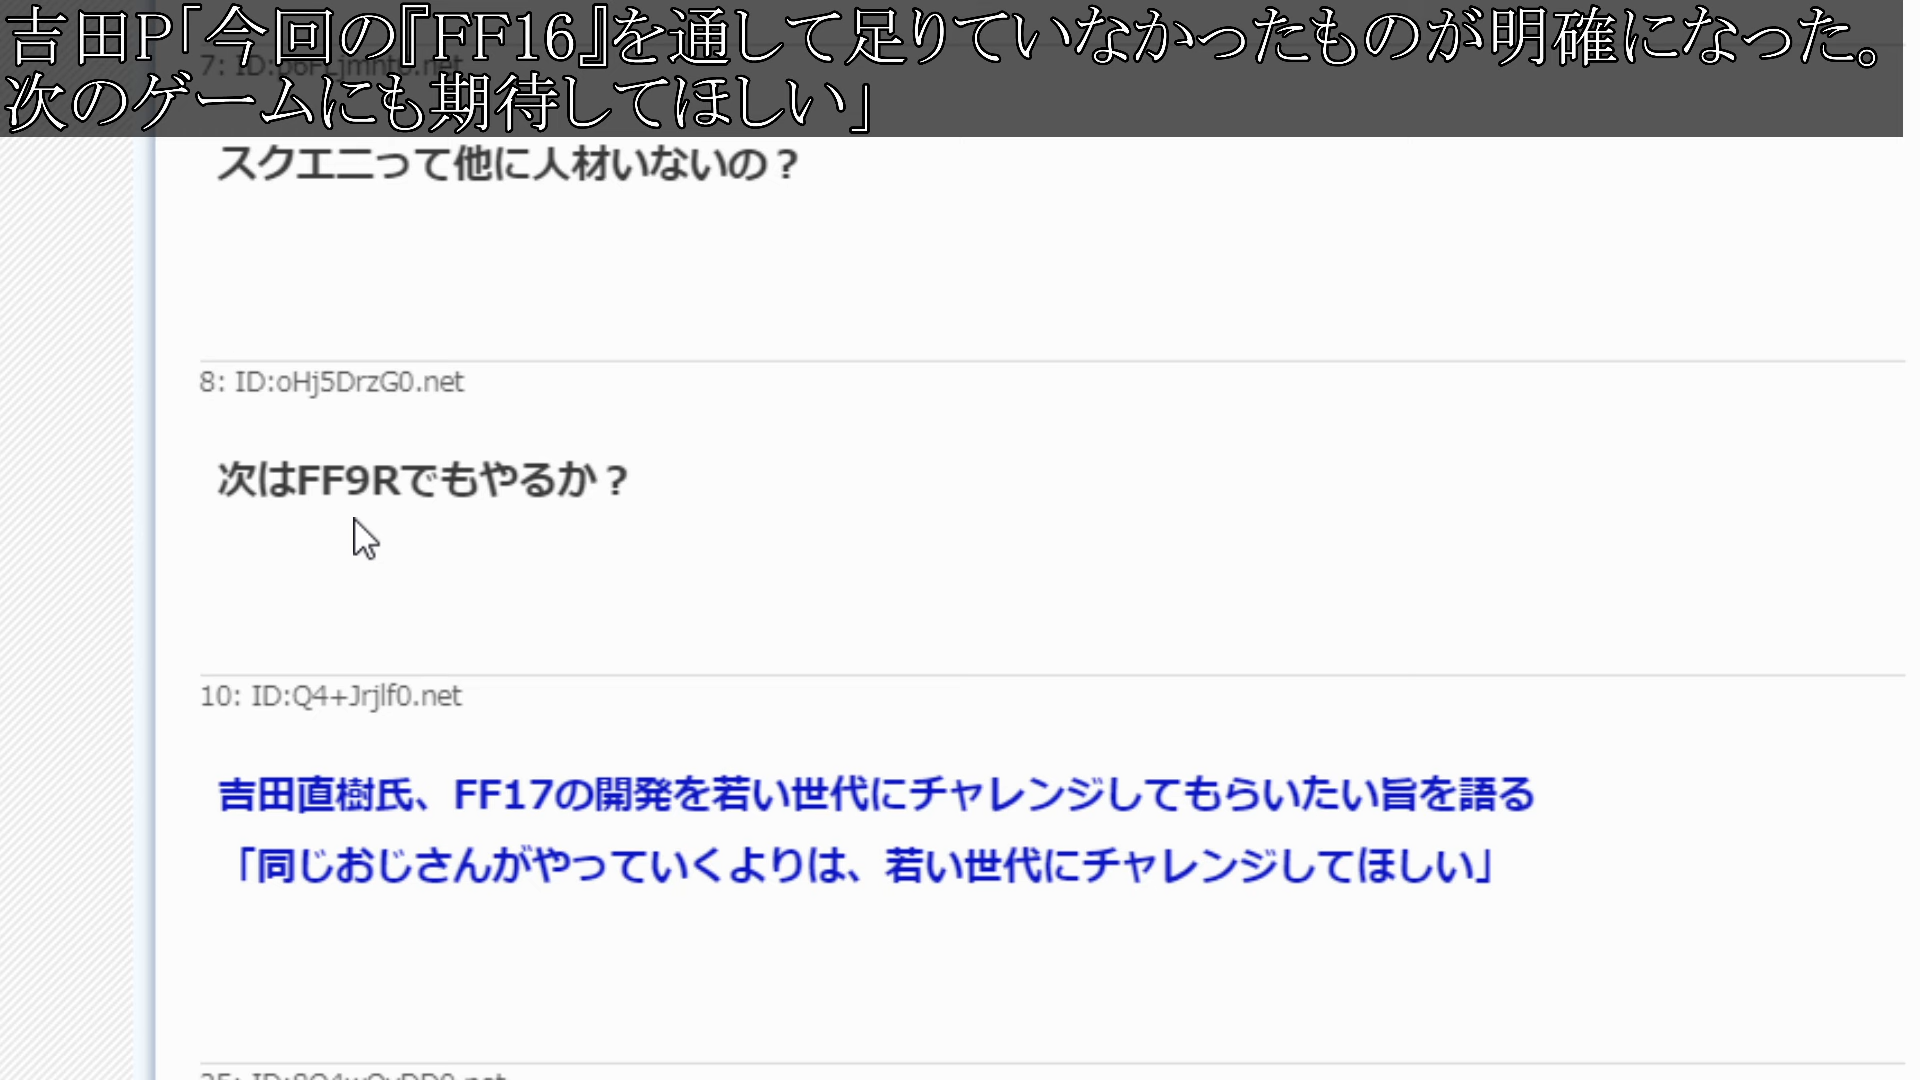 吉田P「今回の『FF16』を通して足りていなかったものが明確になった。
次のゲームにも期待してほしい」
スクエニって他に人材いないの？
8: ID:oHj5DrzG0.net
次はFF9Rでもやるか？
10: ID:Q4+Jrjlf0.net
吉田直樹氏、FF17の開発を若い世代にチャレンジしてもらいたい旨を語る
「同じおじさんがやっていくよりは、若い世代にチャレンジしてほしい」